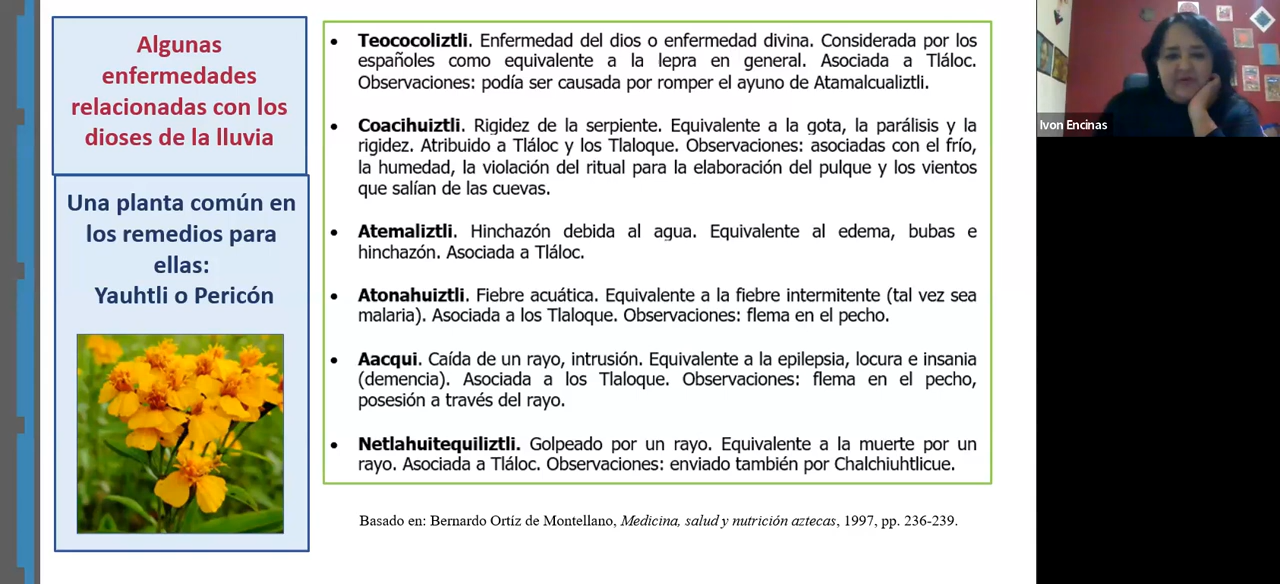 Algunas
enfermedades
relacionadas con los
dioses de la lluvia
Una planta común en
los remedios para
ellas:
Yauhtli o Pericón
• Teococoliztli. Enfermedad del dios o enfermedad divina. Considerada por los
españoles como equivalente a la lepra en general. Asociada a Tláloc.
Observaciones: podía ser causada por romper el ayuno de Atamalcualiztli.
• Coacihuiztli. Rigidez de la serpiente. Equivalente a la gota, la parálisis y la
rigidez. Atribuido a Tláloc y los Tlaloque. Observaciones: asociadas con el frío,
la humedad, la violación del ritual para la elaboración del pulque y los vientos
que salían de las cuevas.
• Atemaliztli. Hinchazón debida al agua. Equivalente al edema, bubas e
hinchazón. Asociada a Tláloc.
• Atonahuiztli. Fiebre acuática. Equivalente a la fiebre intermitente (tal vez sea
malaria). Asociada a los Tlaloque. Observaciones: flema en el pecho.
• Aacqui. Caída de un rayo, intrusión. Equivalente a la epilepsia, locura e insania
(demencia). Asociada a los Tlaloque. Observaciones: flema en el pecho,
posesión a través del rayo.
• Netlahuitequiliztli. Golpeado por un rayo. Equivalente a la muerte por un
rayo. Asociada a Tláloc. Observaciones: enviado también por Chalchiuhtlicue.
Basado en: Bernardo Ortíz de Montellano, Medicina, salud y nutrición aztecas, 1997, pp. 236-239.
Ivon Encinas